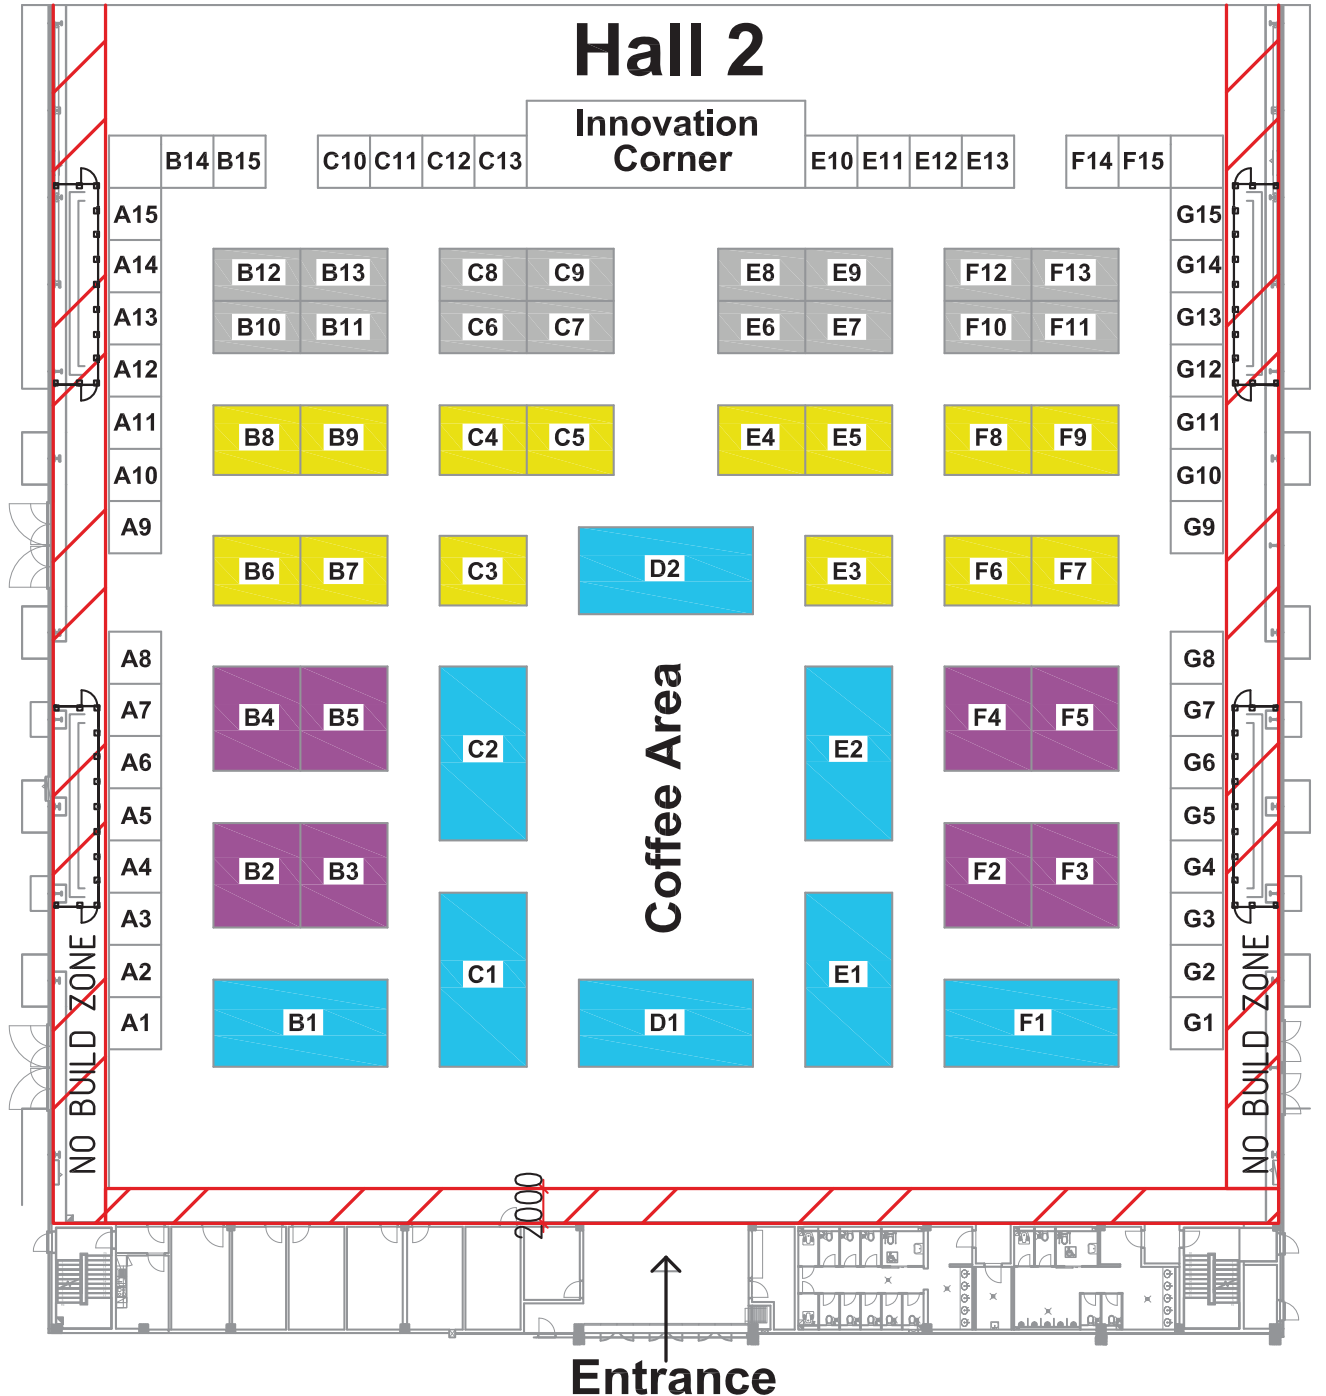 Hall 2
Innovation
Corner
B14 B15 C10 C11 C12 C13 E10 E11 E12 E13 F14 F15
A15 G15
A14 B12 B13 C8 C9 E8 E9 F12 F13 G14
A13 B10 B11 C6 C7 E6 E7 F10 F11 G13
A12 G12
A11 B8 B9 C4 C5 E4 E5 F8 F9 G11
A10 G10
A9 G9
B6 B7 C3 D2 E3 F6 F7
A8 G8
A7 B4 B5 F4 F5 G7
C2 E2
A6 G6
Coffee Area
A5 G5
A4 B2 B3 F2 F3 G4
A3 G3
A2 C1 E1 G2
A1 B1 D1 F1 G1
NO BUILD ZONE
NO BUILD ZONE
2000
Entrance